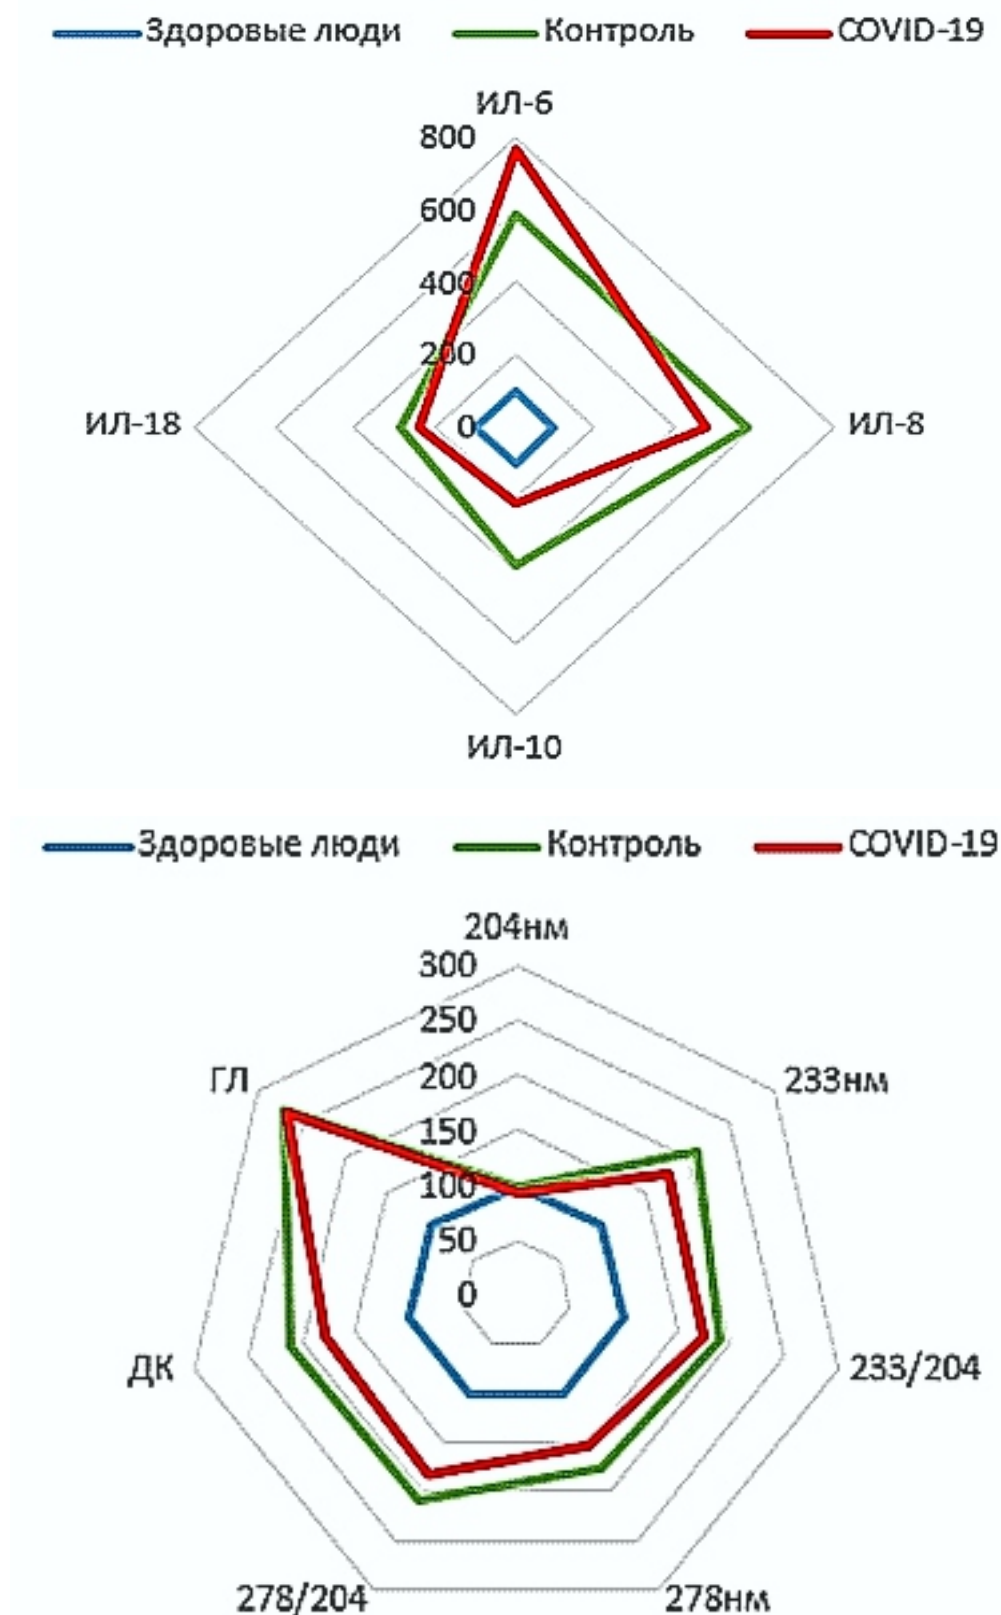 Здоровые люди Контроль COVID-19
ИЛ-6
800
600
400
200
0
ИЛ-18
ИЛ-8
ИЛ-10
Здоровые люди Контроль COVID-19
204нм
300
250
200
150
100
50
0
ГЛ
233нм
ДК
233/204
278/204
278нм